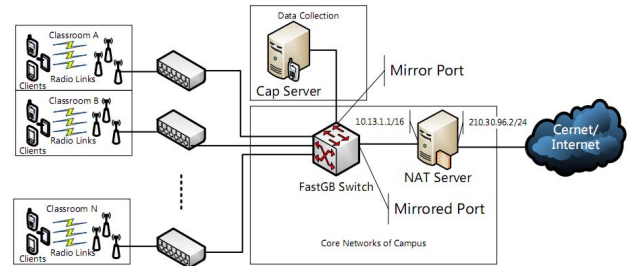 Classroom A
Radio Links
Clients
Classroom B
Radio Links
Clients
Classroom N
Radio Links
Clients
Data Collection
Cap Server
Mirror Port
10.13.1.1/16
210.30.96.2/24
FastGB Switch
NAT Server
Mirrored Port
Core Networks of Campus
Cernet/
Internet